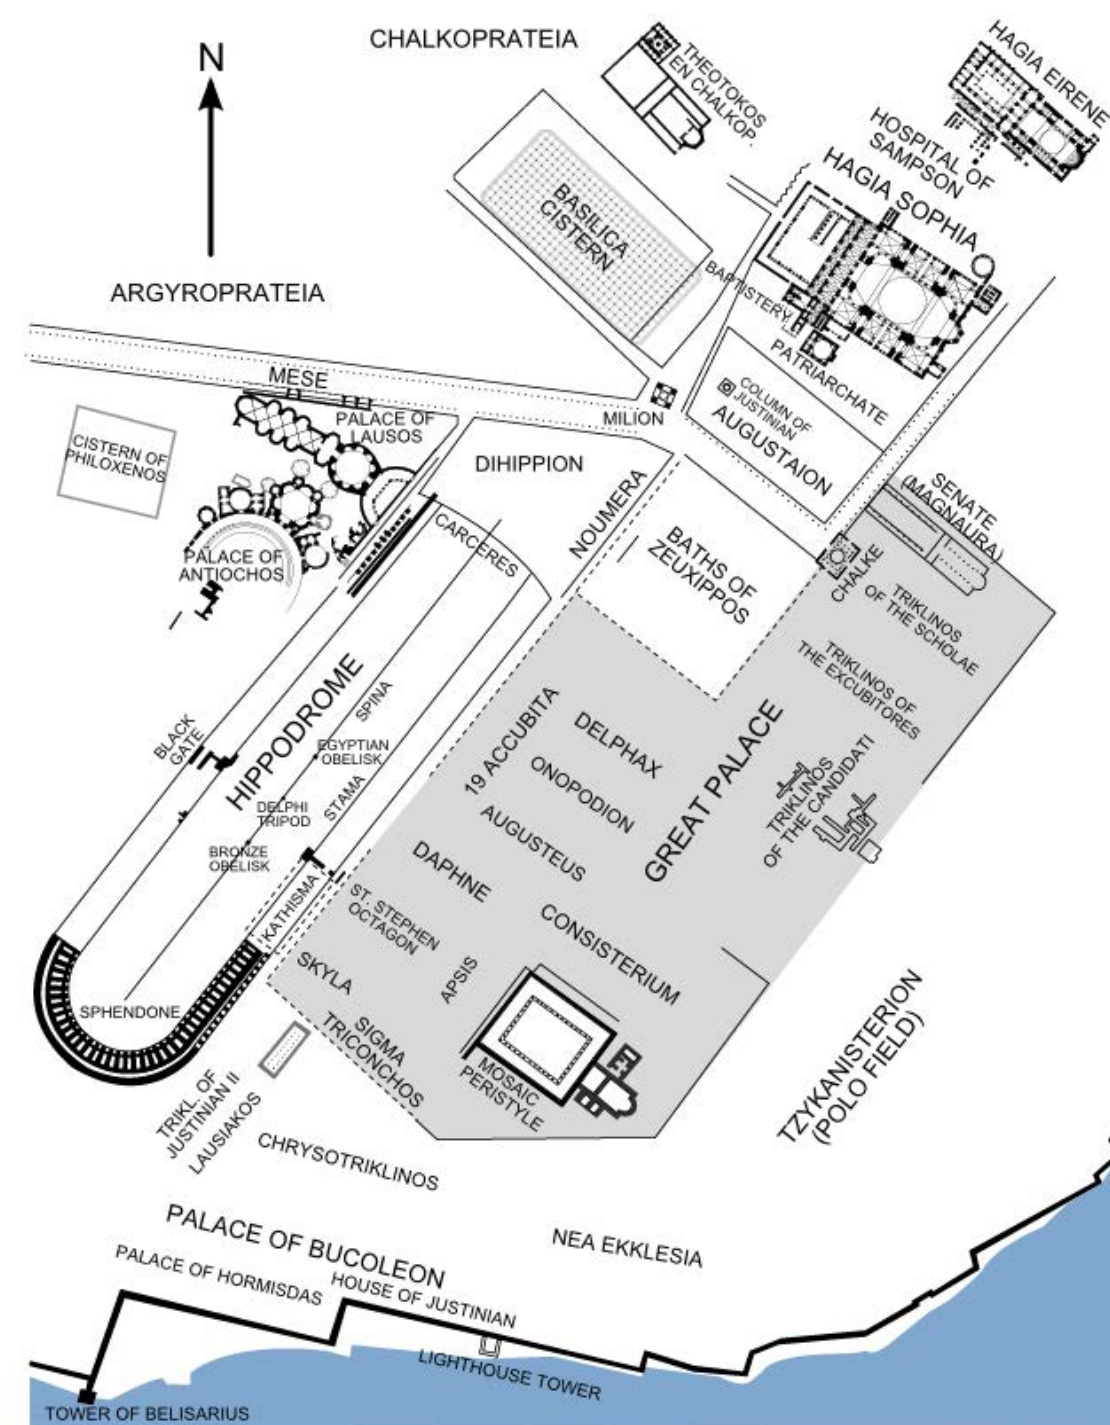 CHALKOPRATEIA
N
THEOTOKOS
EN CHALKOP.
HAGIA EIRENE
HOSPITAL OF
SAMPSON
HAGIA SOPHIA
BASILICA
CISTERN
BAPTISTERY
PATRIARCHATE
ARGYROPRATEIA
MESE
MILION
COLUMN OF
JUSTINIAN
AUGUSTAION
PALACE OF
LAUSOS
CISTERN OF
PHILOXENOS
DIHIPPION
NOUMERA
SENATE
(MAGNAURA)
CARCERES
BATHS OF
ZEUXIPPOS
CHALKE
PALACE OF
ANTIOCHOS
TRIKLINOS
OF THE SCHOLAE
TRIKLINOS OF
THE EXCUBITORES
BLACK
GATE
HIPPODROME
SPINA
EGYPTIAN
OBELISK
19 ACCUBITA
DELPHAX
ONOPODION
GREAT PALACE
TRIKLINOS
OF THE CANDIDATI
DELPHI
TRIPOD
STAMA
AUGUSTEUS
BRONZE
OBELISK
DAPHNE
KATHISMA
ST. STEPHEN
OCTAGON
CONSISTERIUM
SKYLA
APSIS
SPHENDONE
SIGMA
TRICONCHOS
MOSAIC
PERISTYLE
TZYKANISTERION
(POLO FIELD)
TRIKL. OF
JUSTINIAN II
LAUSIAKOS
CHRYSOTRIKLINOS
PALACE OF BUCOLEON
NEA EKKLESIA
PALACE OF HORMISDAS
HOUSE OF JUSTINIAN
LIGHTHOUSE TOWER
TOWER OF BELISARIUS